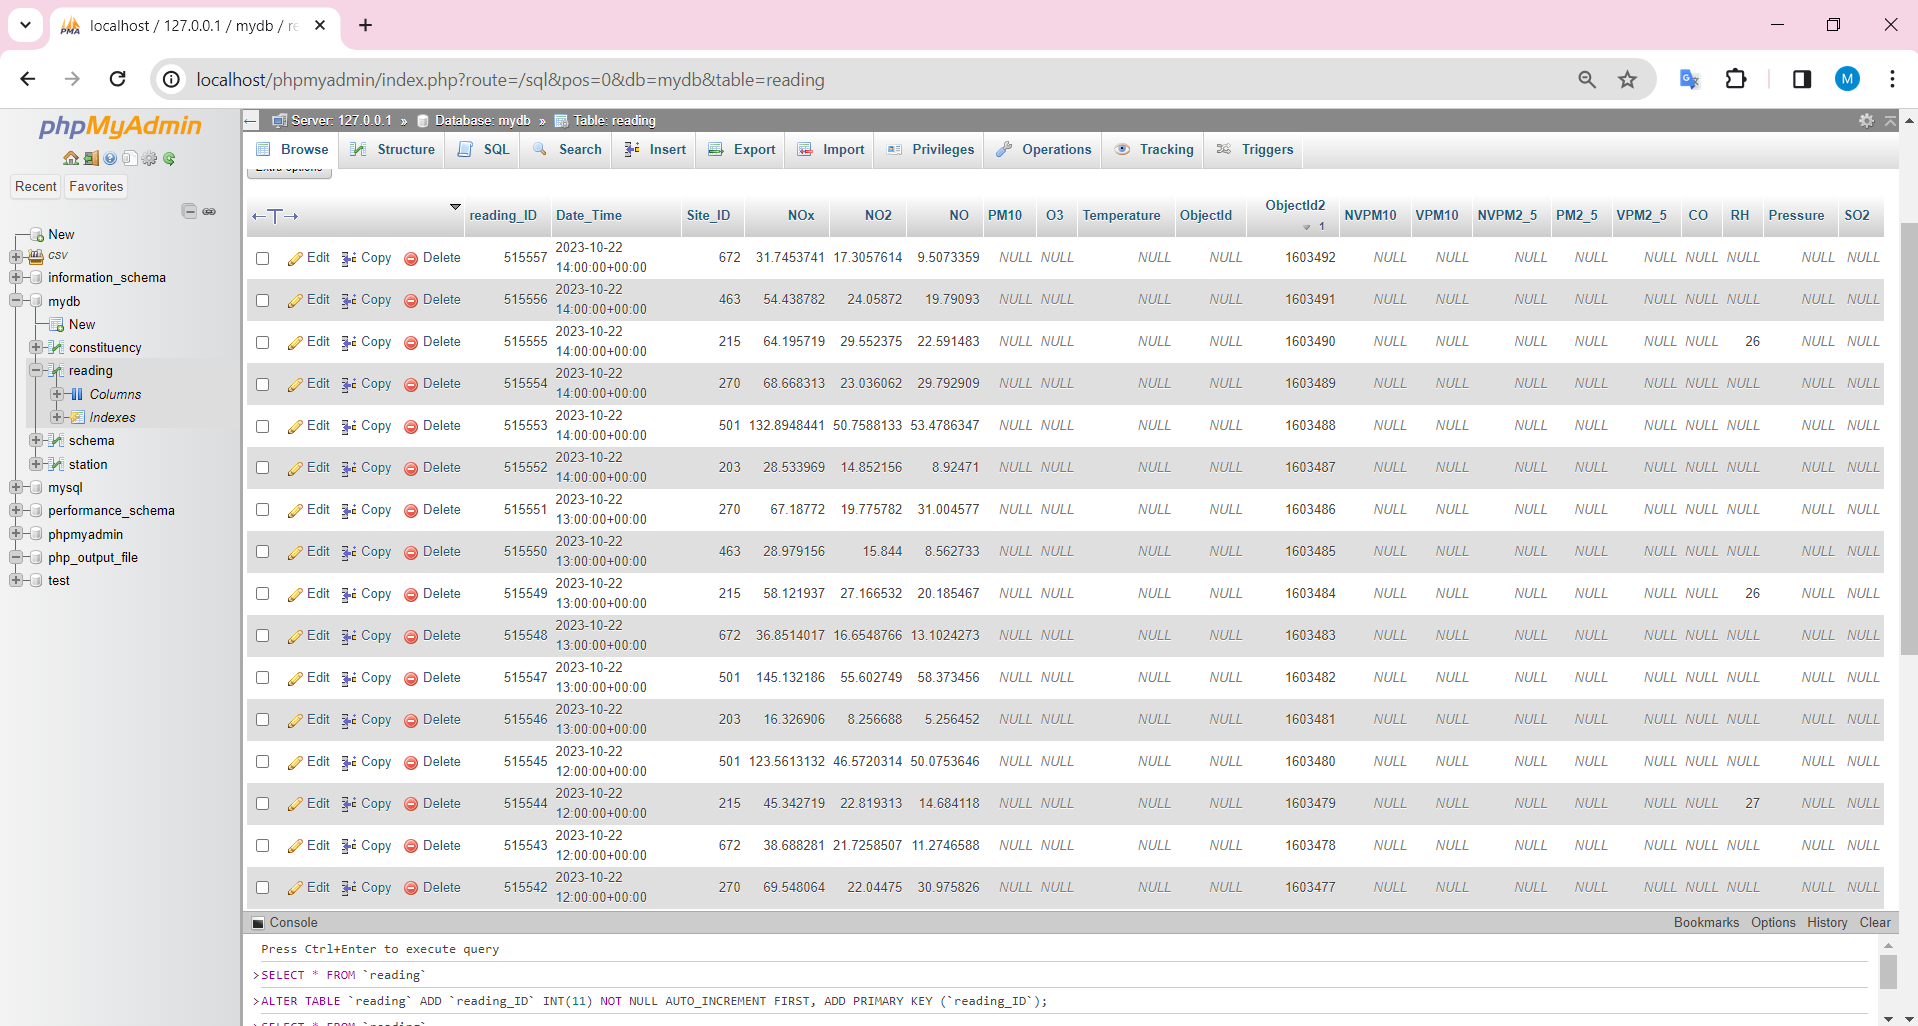 localhost / 127.0.0.1 / mydb / re
localhost/phpmyadmin/index.php?route=/sql&pos=0&db=mydb&table=reading
M
phpMyAdmin
Recent Favorites
New
csv
information_schema
mydb
New
constituency
reading
Columns
Indexes
schema
station
mysql
performance_schema
phpmyadmin
php_output_file
test
Server: 127.0.0.1 » Database: mydb » Table: reading
Browse Structure SQL Search Insert Export Import Privileges Operations Tracking Triggers
Extra options
←T→ reading_ID Date_Time Site_ID NOx NO2 NO PM10 O3 Temperature ObjectId ObjectId2 1 NVPM10 VPM10 NVPM2_5 PM2_5 VPM2_5 CO RH Pressure SO2
Edit Copy Delete 515557 2023-10-22 14:00:00+00:00 672 31.7453741 17.3057614 9.5073359 NULL NULL NULL NULL 1603492 NULL NULL NULL NULL NULL NULL NULL NULL NULL
Edit Copy Delete 515556 2023-10-22 14:00:00+00:00 463 54.438782 24.05872 19.79093 NULL NULL NULL NULL 1603491 NULL NULL NULL NULL NULL NULL NULL NULL NULL
Edit Copy Delete 515555 2023-10-22 14:00:00+00:00 215 64.195719 29.552375 22.591483 NULL NULL NULL NULL 1603490 NULL NULL NULL NULL NULL NULL 26 NULL NULL
Edit Copy Delete 515554 2023-10-22 14:00:00+00:00 270 68.668313 23.036062 29.792909 NULL NULL NULL NULL 1603489 NULL NULL NULL NULL NULL NULL NULL NULL NULL
Edit Copy Delete 515553 2023-10-22 14:00:00+00:00 501 132.8948441 50.7588133 53.4786347 NULL NULL NULL NULL 1603488 NULL NULL NULL NULL NULL NULL NULL NULL NULL
Edit Copy Delete 515552 2023-10-22 14:00:00+00:00 203 28.533969 14.852156 8.92471 NULL NULL NULL NULL 1603487 NULL NULL NULL NULL NULL NULL NULL NULL NULL
Edit Copy Delete 515551 2023-10-22 13:00:00+00:00 270 67.18772 19.775782 31.004577 NULL NULL NULL NULL 1603486 NULL NULL NULL NULL NULL NULL NULL NULL NULL
Edit Copy Delete 515550 2023-10-22 13:00:00+00:00 463 28.979156 15.844 8.562733 NULL NULL NULL NULL 1603485 NULL NULL NULL NULL NULL NULL NULL NULL NULL
Edit Copy Delete 515549 2023-10-22 13:00:00+00:00 215 58.121937 27.166532 20.185467 NULL NULL NULL NULL 1603484 NULL NULL NULL NULL NULL NULL 26 NULL NULL
Edit Copy Delete 515548 2023-10-22 13:00:00+00:00 672 36.8514017 16.6548766 13.1024273 NULL NULL NULL NULL 1603483 NULL NULL NULL NULL NULL NULL NULL NULL NULL
Edit Copy Delete 515547 2023-10-22 13:00:00+00:00 501 145.132186 55.602749 58.373456 NULL NULL NULL NULL 1603482 NULL NULL NULL NULL NULL NULL NULL NULL NULL
Edit Copy Delete 515546 2023-10-22 13:00:00+00:00 203 16.326906 8.256688 5.256452 NULL NULL NULL NULL 1603481 NULL NULL NULL NULL NULL NULL NULL NULL NULL
Edit Copy Delete 515545 2023-10-22 12:00:00+00:00 501 123.5613132 46.5720314 50.0753646 NULL NULL NULL NULL 1603480 NULL NULL NULL NULL NULL NULL NULL NULL NULL
Edit Copy Delete 515544 2023-10-22 12:00:00+00:00 215 45.342719 22.819313 14.684118 NULL NULL NULL NULL 1603479 NULL NULL NULL NULL NULL NULL 27 NULL NULL
Edit Copy Delete 515543 2023-10-22 12:00:00+00:00 672 38.688281 21.7258507 11.2746588 NULL NULL NULL NULL 1603478 NULL NULL NULL NULL NULL NULL NULL NULL NULL
Edit Copy Delete 515542 2023-10-22 12:00:00+00:00 270 69.548064 22.04475 30.975826 NULL NULL NULL NULL 1603477 NULL NULL NULL NULL NULL NULL NULL NULL NULL
Console Bookmarks Options History Clear
Press Ctrl+Enter to execute query
>SELECT * FROM `reading`
>ALTER TABLE `reading` ADD `reading_ID` INT(11) NOT NULL AUTO_INCREMENT FIRST, ADD PRIMARY KEY (`reading_ID`);
>SELECT * FROM `reading`